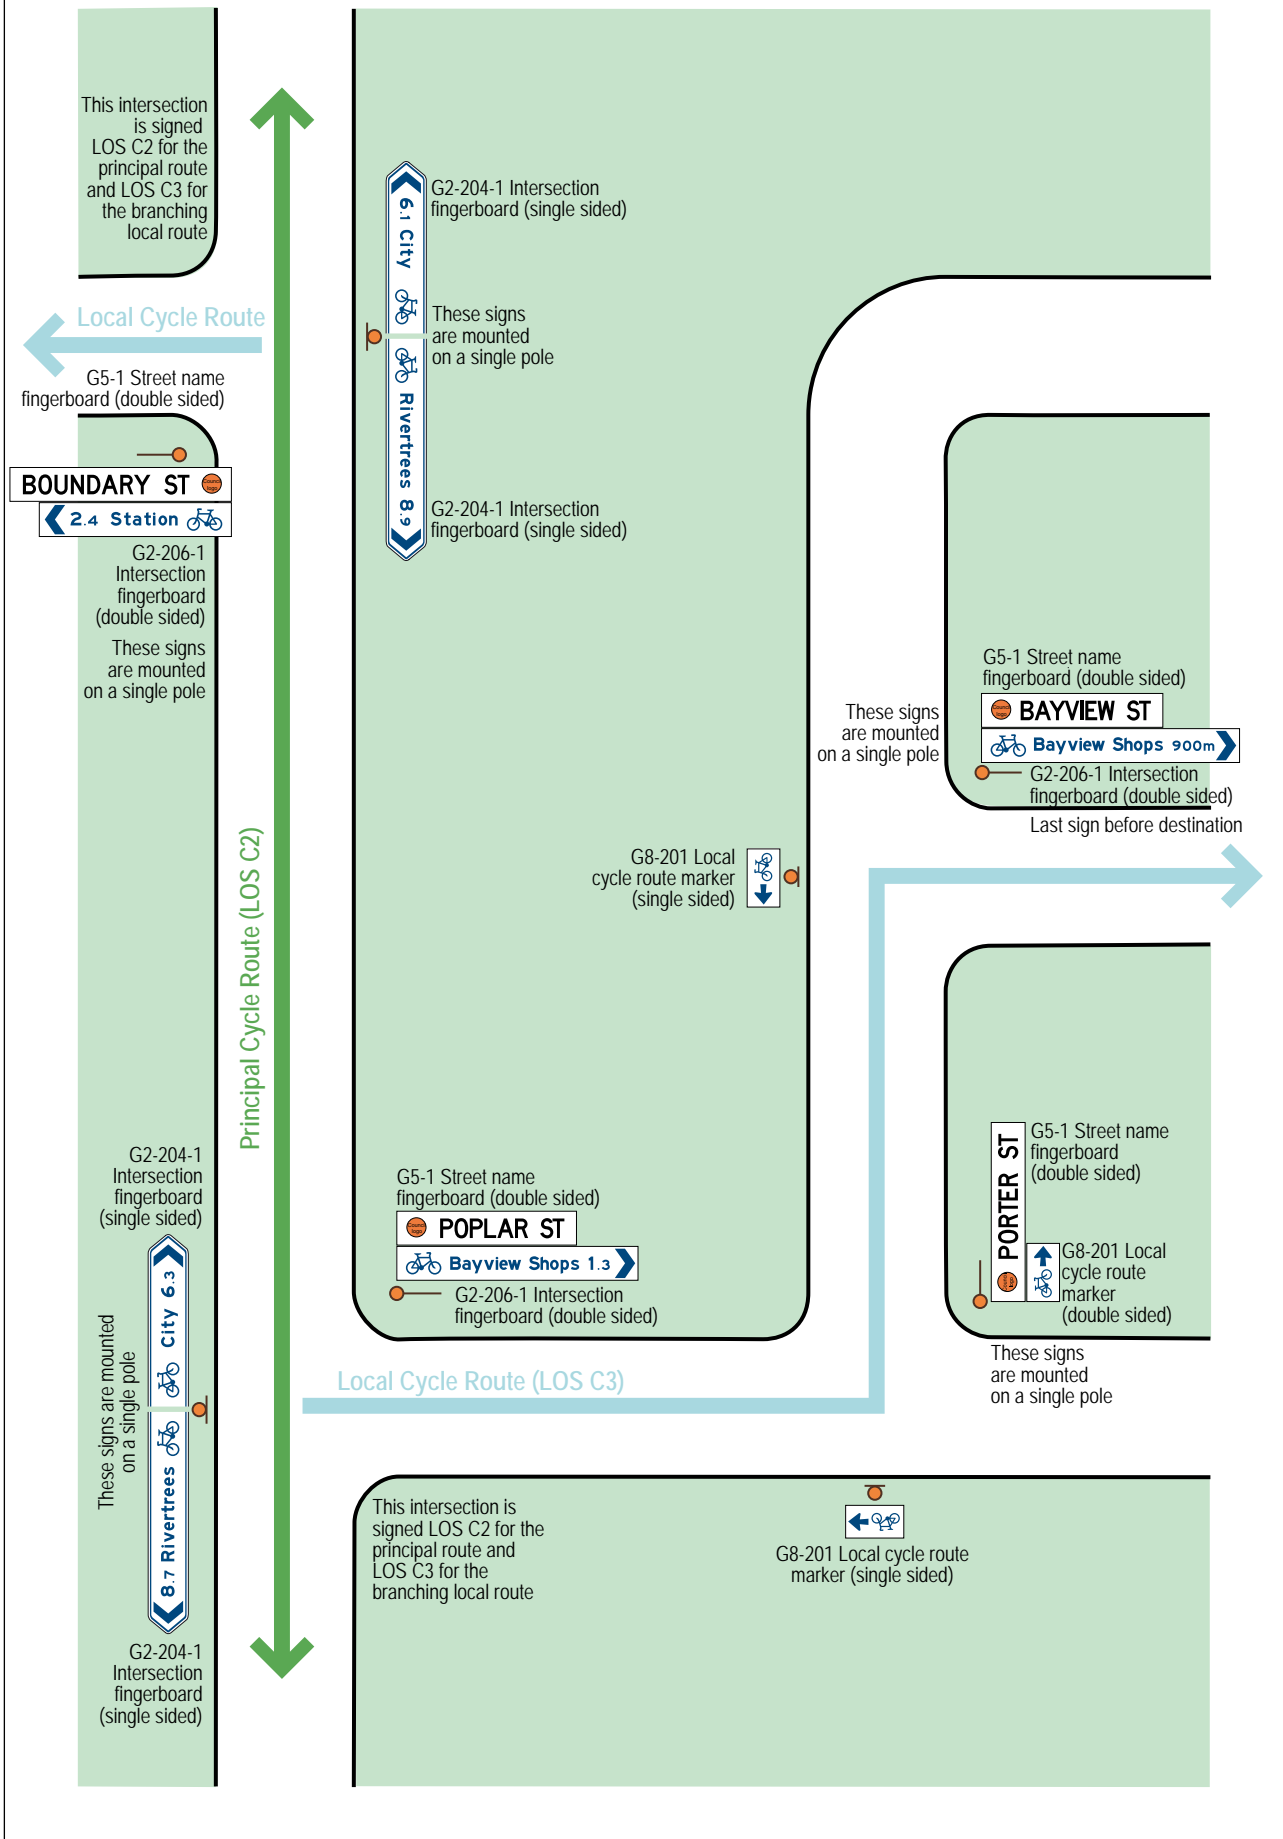 This intersection
is signed
LOS C2 for the
principal route
and LOS C3 for
the branching
local route
G2-204-1 Intersection
fingerboard (single sided)
6.1 City
These signs
are mounted
on a single pole
Rivertrees 8.9
G2-204-1 Intersection
fingerboard (single sided)
Local Cycle Route
G5-1 Street name
fingerboard (double sided)
BOUNDARY ST
Council
logo
2.4 Station
G2-206-1
Intersection
fingerboard
(double sided)
These signs
are mounted
on a single pole
G5-1 Street name
fingerboard (double sided)
Council
logo
BAYVIEW ST
Bayview Shops 900m
These signs
are mounted
on a single pole
G2-206-1 Intersection
fingerboard (double sided)
Last sign before destination
Principal Cycle Route (LOS C2)
G8-201 Local
cycle route marker
(single sided)
G5-1 Street name
fingerboard
(double sided)
PORTER ST
Council
logo
G8-201 Local
cycle route
marker
(double sided)
These signs
are mounted
on a single pole
G2-204-1
Intersection
fingerboard
(single sided)
City 6.3
These signs are mounted
on a single pole
8.7 Rivertrees
G2-204-1
Intersection
fingerboard
(single sided)
G5-1 Street name
fingerboard (double sided)
Council
logo
POPLAR ST
Bayview Shops 1.3
G2-206-1 Intersection
fingerboard (double sided)
Local Cycle Route (LOS C3)
This intersection is
signed LOS C2 for the
principal route and
LOS C3 for the
branching local route
G8-201 Local cycle route
marker (single sided)